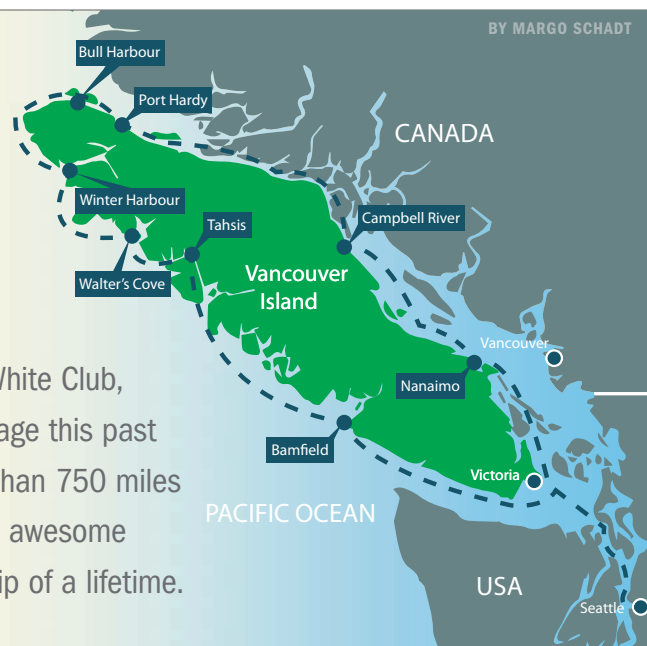 BY MARGO SCHADT
Bull Harbour
Port Hardy
CANADA
Winter Harbour
Tahsis
Campbell River
Walter's Cove
Vancouver
Island
Vancouver
Nanaimo
Bamfield
Victoria
PACIFIC OCEAN
USA
Seattle
White Club,
age this past
than 750 miles
awesome
ip of a lifetime.